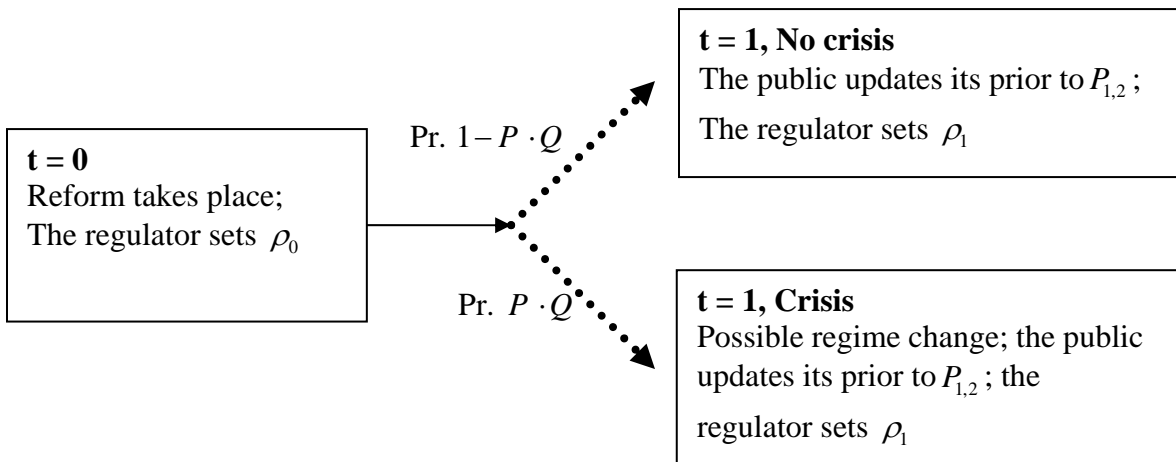 t = 0
Reform takes place;
The regulator sets ρ₀
Pr. 1 − P · Q
Pr. P · Q
t = 1, No crisis
The public updates its prior to P₁,₂ ;
The regulator sets ρ₁
t = 1, Crisis
Possible regime change; the public
updates its prior to P₁,₂ ; the
regulator sets ρ₁